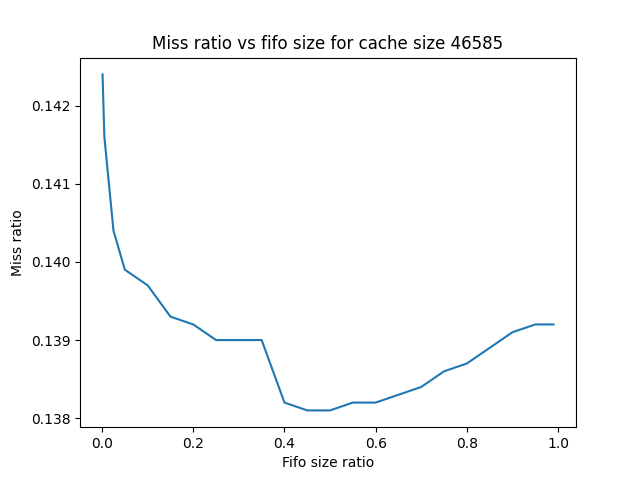 Miss ratio vs fifo size for cache size 46585
0.142
0.141
0.140
0.139
0.138
Miss ratio
0.0 0.2 0.4 0.6 0.8 1.0
Fifo size ratio